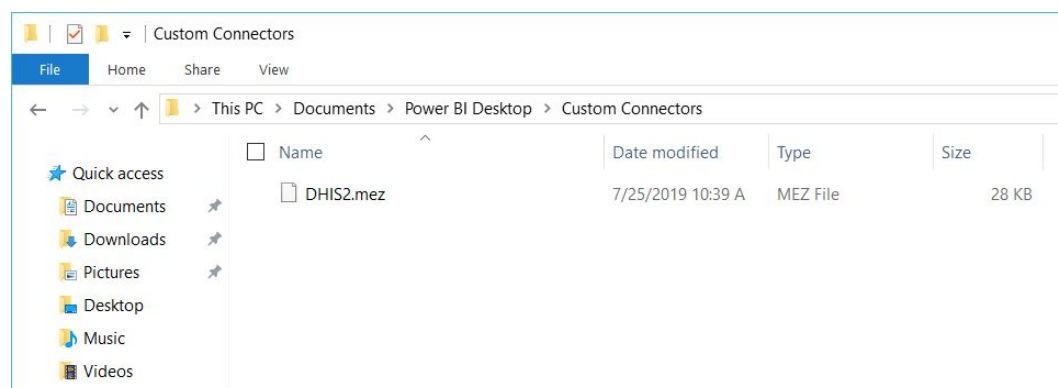 Custom Connectors
File Home Share View
This PC > Documents > Power BI Desktop > Custom Connectors
Name Date modified Type Size
Quick access
DHIS2.mez 7/25/2019 10:39 A MEZ File 28 KB
Documents
Downloads
Pictures
Desktop
Music
Videos